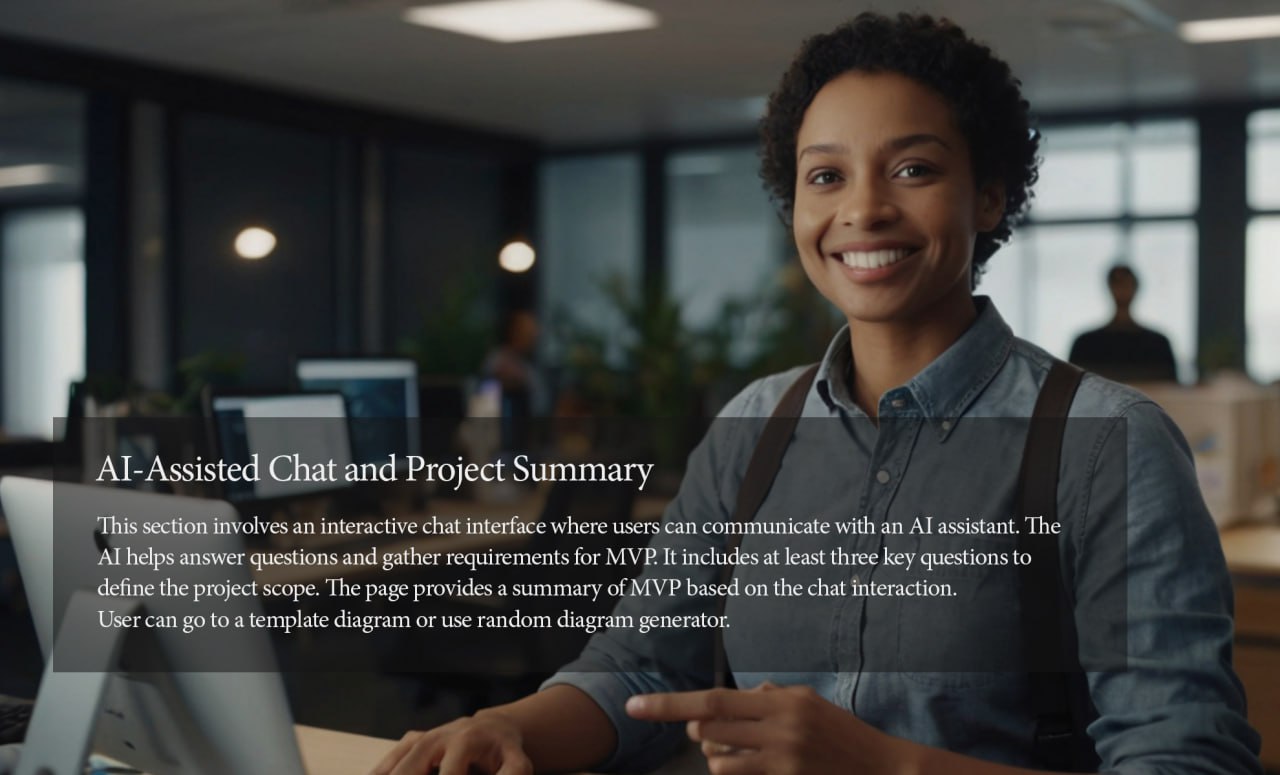 AI-Assisted Chat and Project Summary
This section involves an interactive chat interface where users can communicate with an AI assistant. The
AI helps answer questions and gather requirements for MVP. It includes at least three key questions to
define the project scope. The page provides a summary of MVP based on the chat interaction.
User can go to a template diagram or use random diagram generator.